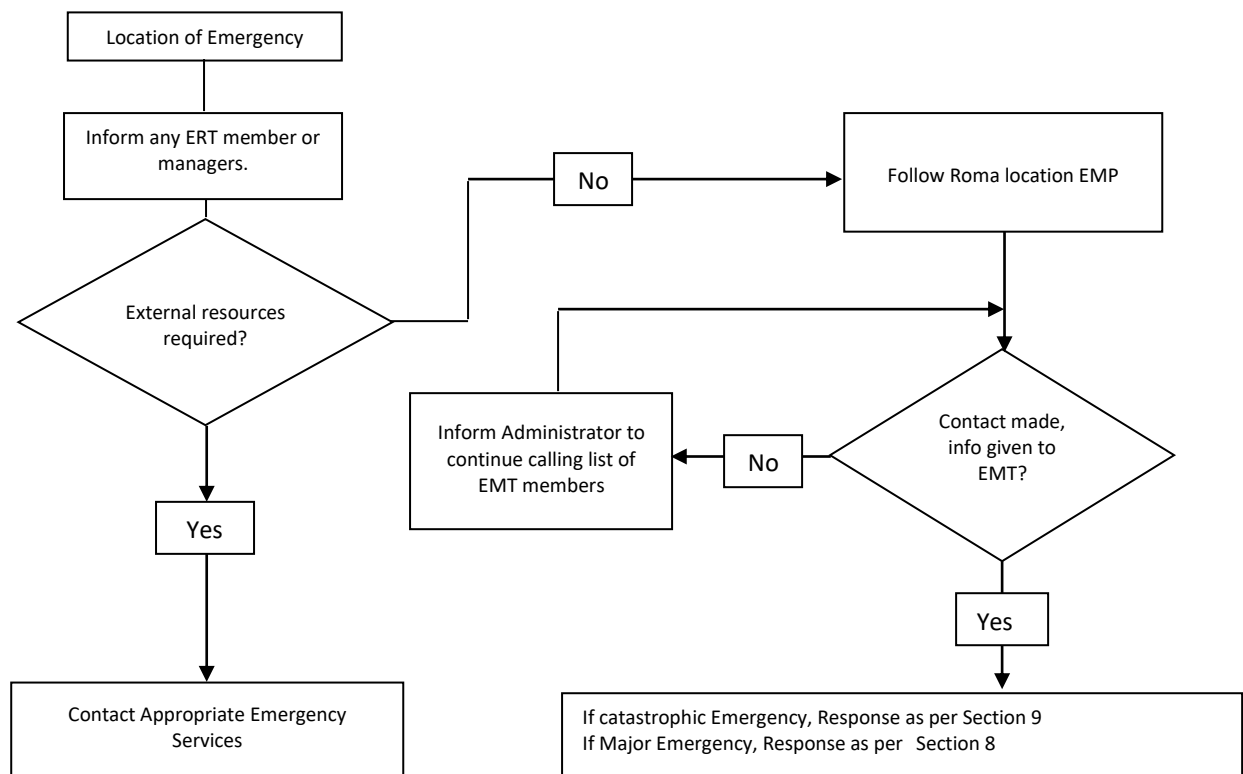 Location of Emergency
Inform any ERT member or
managers.
No
Follow Roma location EMP
External resources
required?
Inform Administrator to
continue calling list of
EMT members
No
Contact made,
info given to
EMT?
Yes
Yes
Contact Appropriate Emergency
Services
If catastrophic Emergency, Response as per Section 9
If Major Emergency, Response as per Section 8